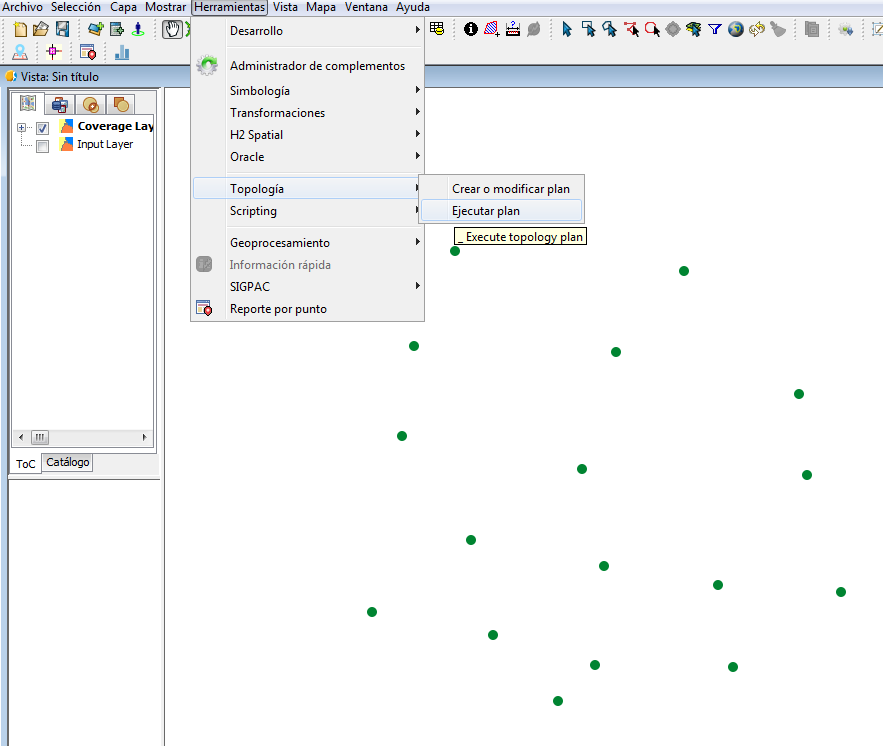 Archivo Selección Capa Mostrar Herramientas Vista Mapa Ventana Ayuda
Desarrollo
Administrador de complementos
Simbología
Transformaciones
H2 Spatial
Oracle
Topología
Scripting
Geoprocesamiento
Información rápida
SIGPAC
Reporte por punto
Crear o modificar plan
Ejecutar plan
_Execute topology plan
Vista: Sin título
Coverage Lay
Input Layer
ToC Catálogo